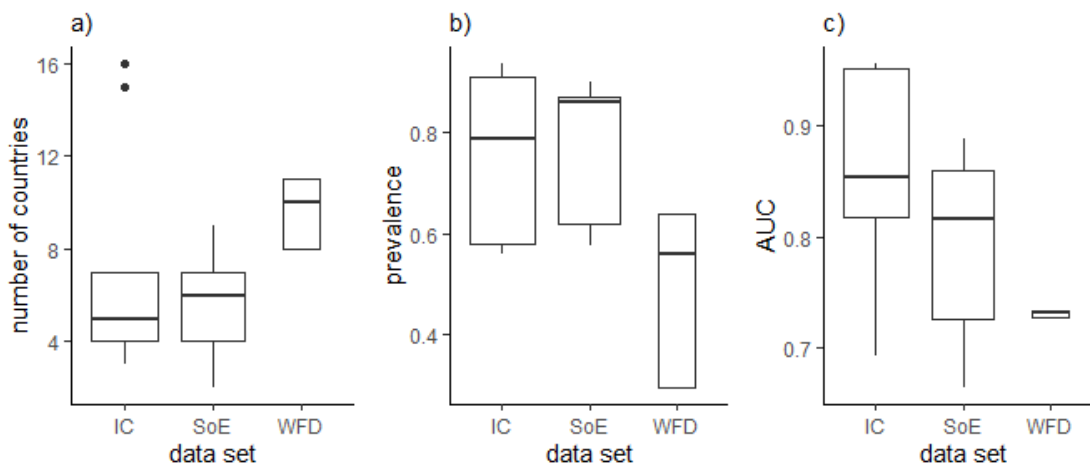 a)
number of countries
16
12
8
4
IC SoE WFD
data set
b)
prevalence
0.8
0.6
0.4
IC SoE WFD
data set
c)
AUC
0.9
0.8
0.7
IC SoE WFD
data set